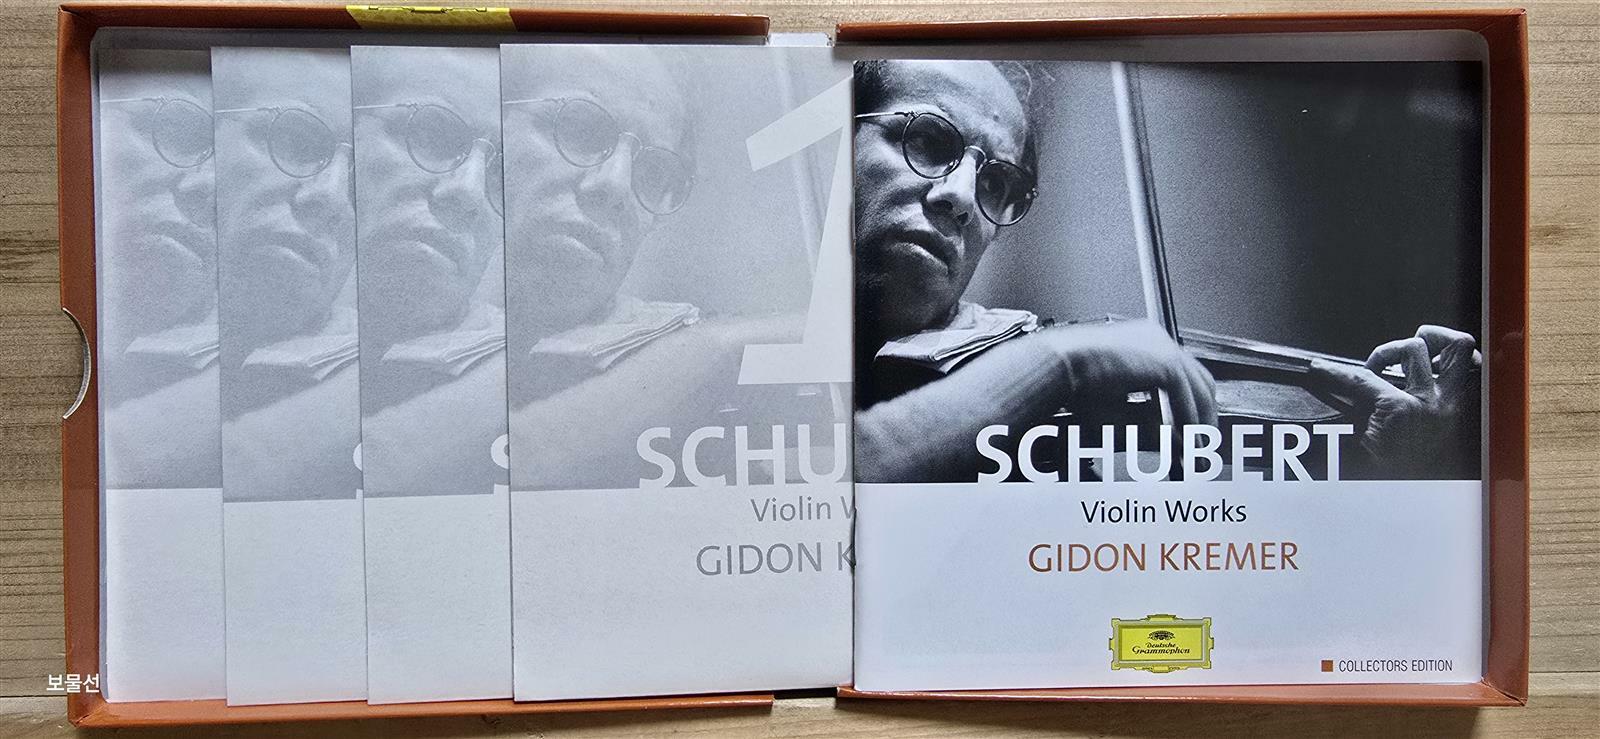 1
SCHU
Violin W
GIDON K
SCHUBERT
Violin Works
GIDON KREMER
Deutsche
Grammophon
COLLECTORS EDITION
보물선